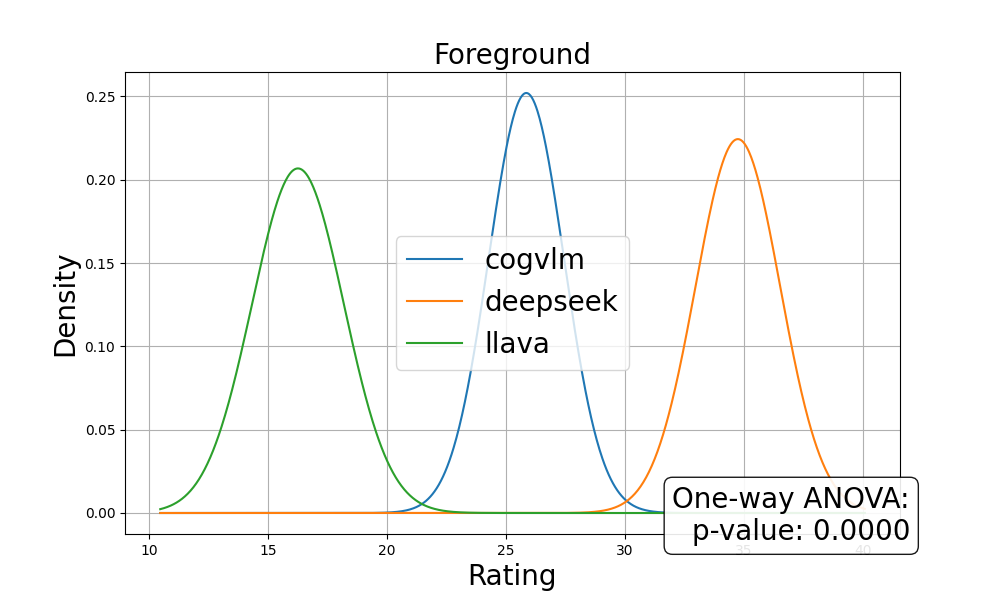 Foreground
0.25
0.20
0.15
0.10
0.05
0.00
Density
cogvlm
deepseek
llava
One-way ANOVA:
p-value: 0.0000
10
15
20
25
30
35
40
Rating